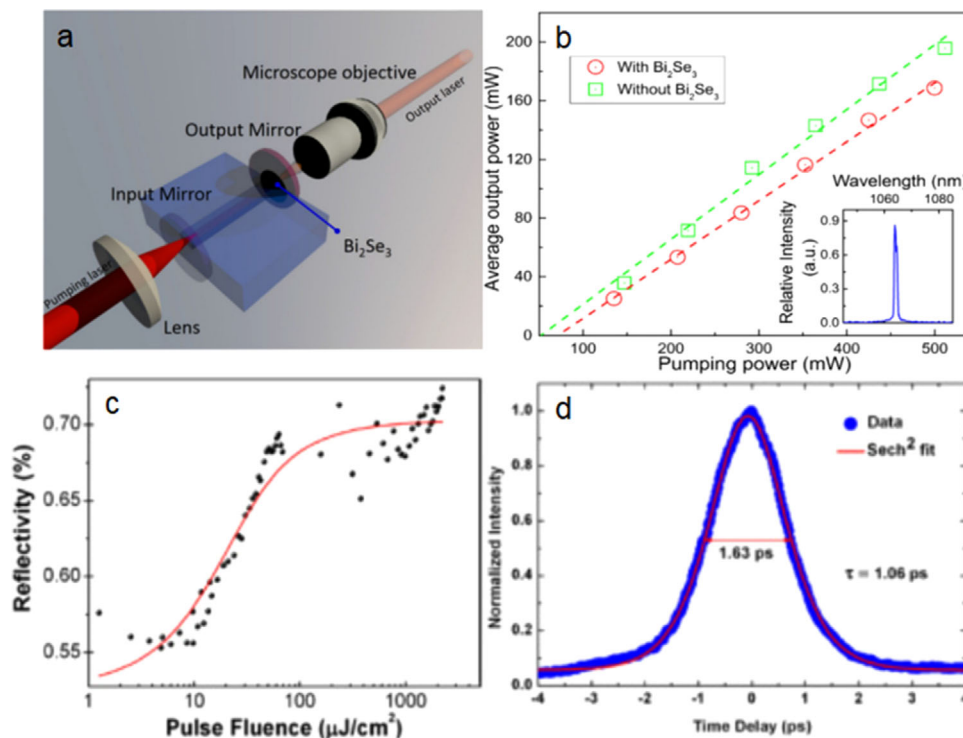 a
Microscope objective
Output laser
Output Mirror
Input Mirror
Bi₂Se₃
Pumping laser
Lens
b
Average output power (mW)
200
160
120
80
40
0
With Bi₂Se₃
Without Bi₂Se₃
Wavelength (nm)
1060 1080
Relative Intensity
(a.u.)
0.9
0.6
0.3
0.0
100 200 300 400 500
Pumping power (mW)
c
Reflectivity (%)
0.70
0.65
0.60
0.55
1 10 100 1000
Pulse Fluence (μJ/cm²)
d
Normalized Intensity
1.0
0.8
0.6
0.4
0.2
0.0
Data
Sech² fit
1.63 ps
τ = 1.06 ps
-4 -3 -2 -1 0 1 2 3 4
Time Delay (ps)